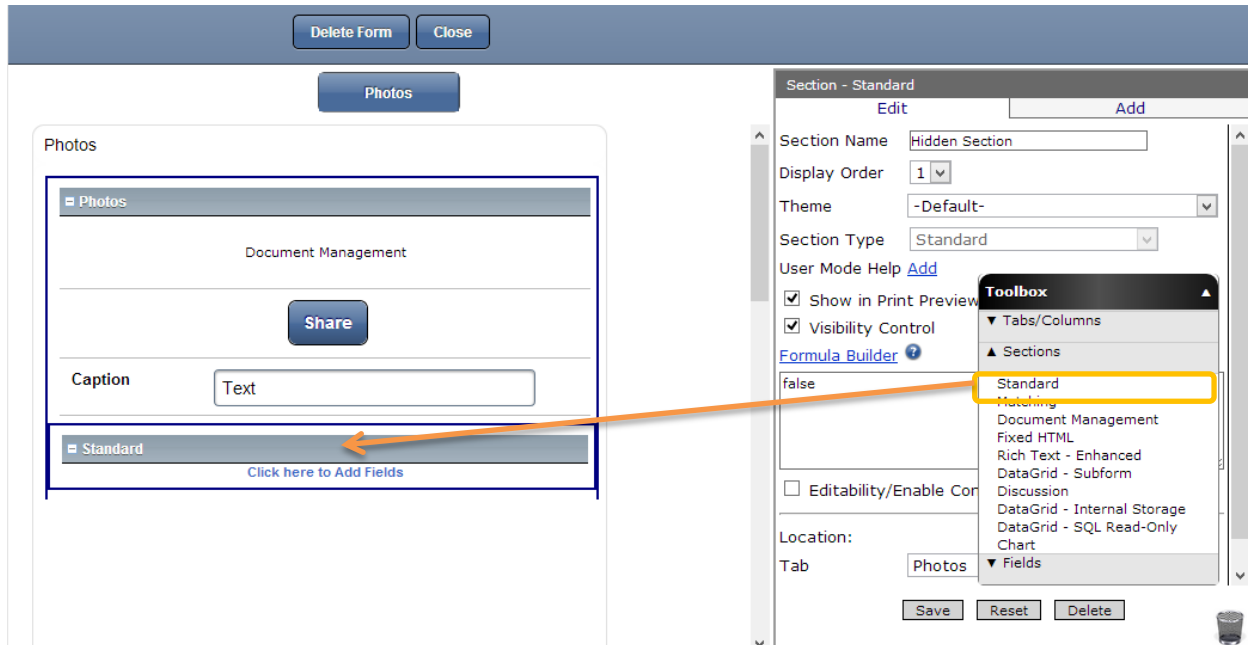 Delete Form Close
Photos
Photos
Photos
Document Management
Share
Caption Text
Standard
Click here to Add Fields
Section - Standard
Edit Add
Section Name Hidden Section
Display Order 1
Theme -Default-
Section Type Standard
User Mode Help Add
Show in Print Preview
Visibility Control
Formula Builder ?
false
Editability/Enable Con
Location:
Tab Photos
Save Reset Delete
Toolbox
Tabs/Columns
Sections
Standard
Matching
Document Management
Fixed HTML
Rich Text - Enhanced
DataGrid - Subform
Discussion
DataGrid - Internal Storage
DataGrid - SQL Read-Only
Chart
Fields